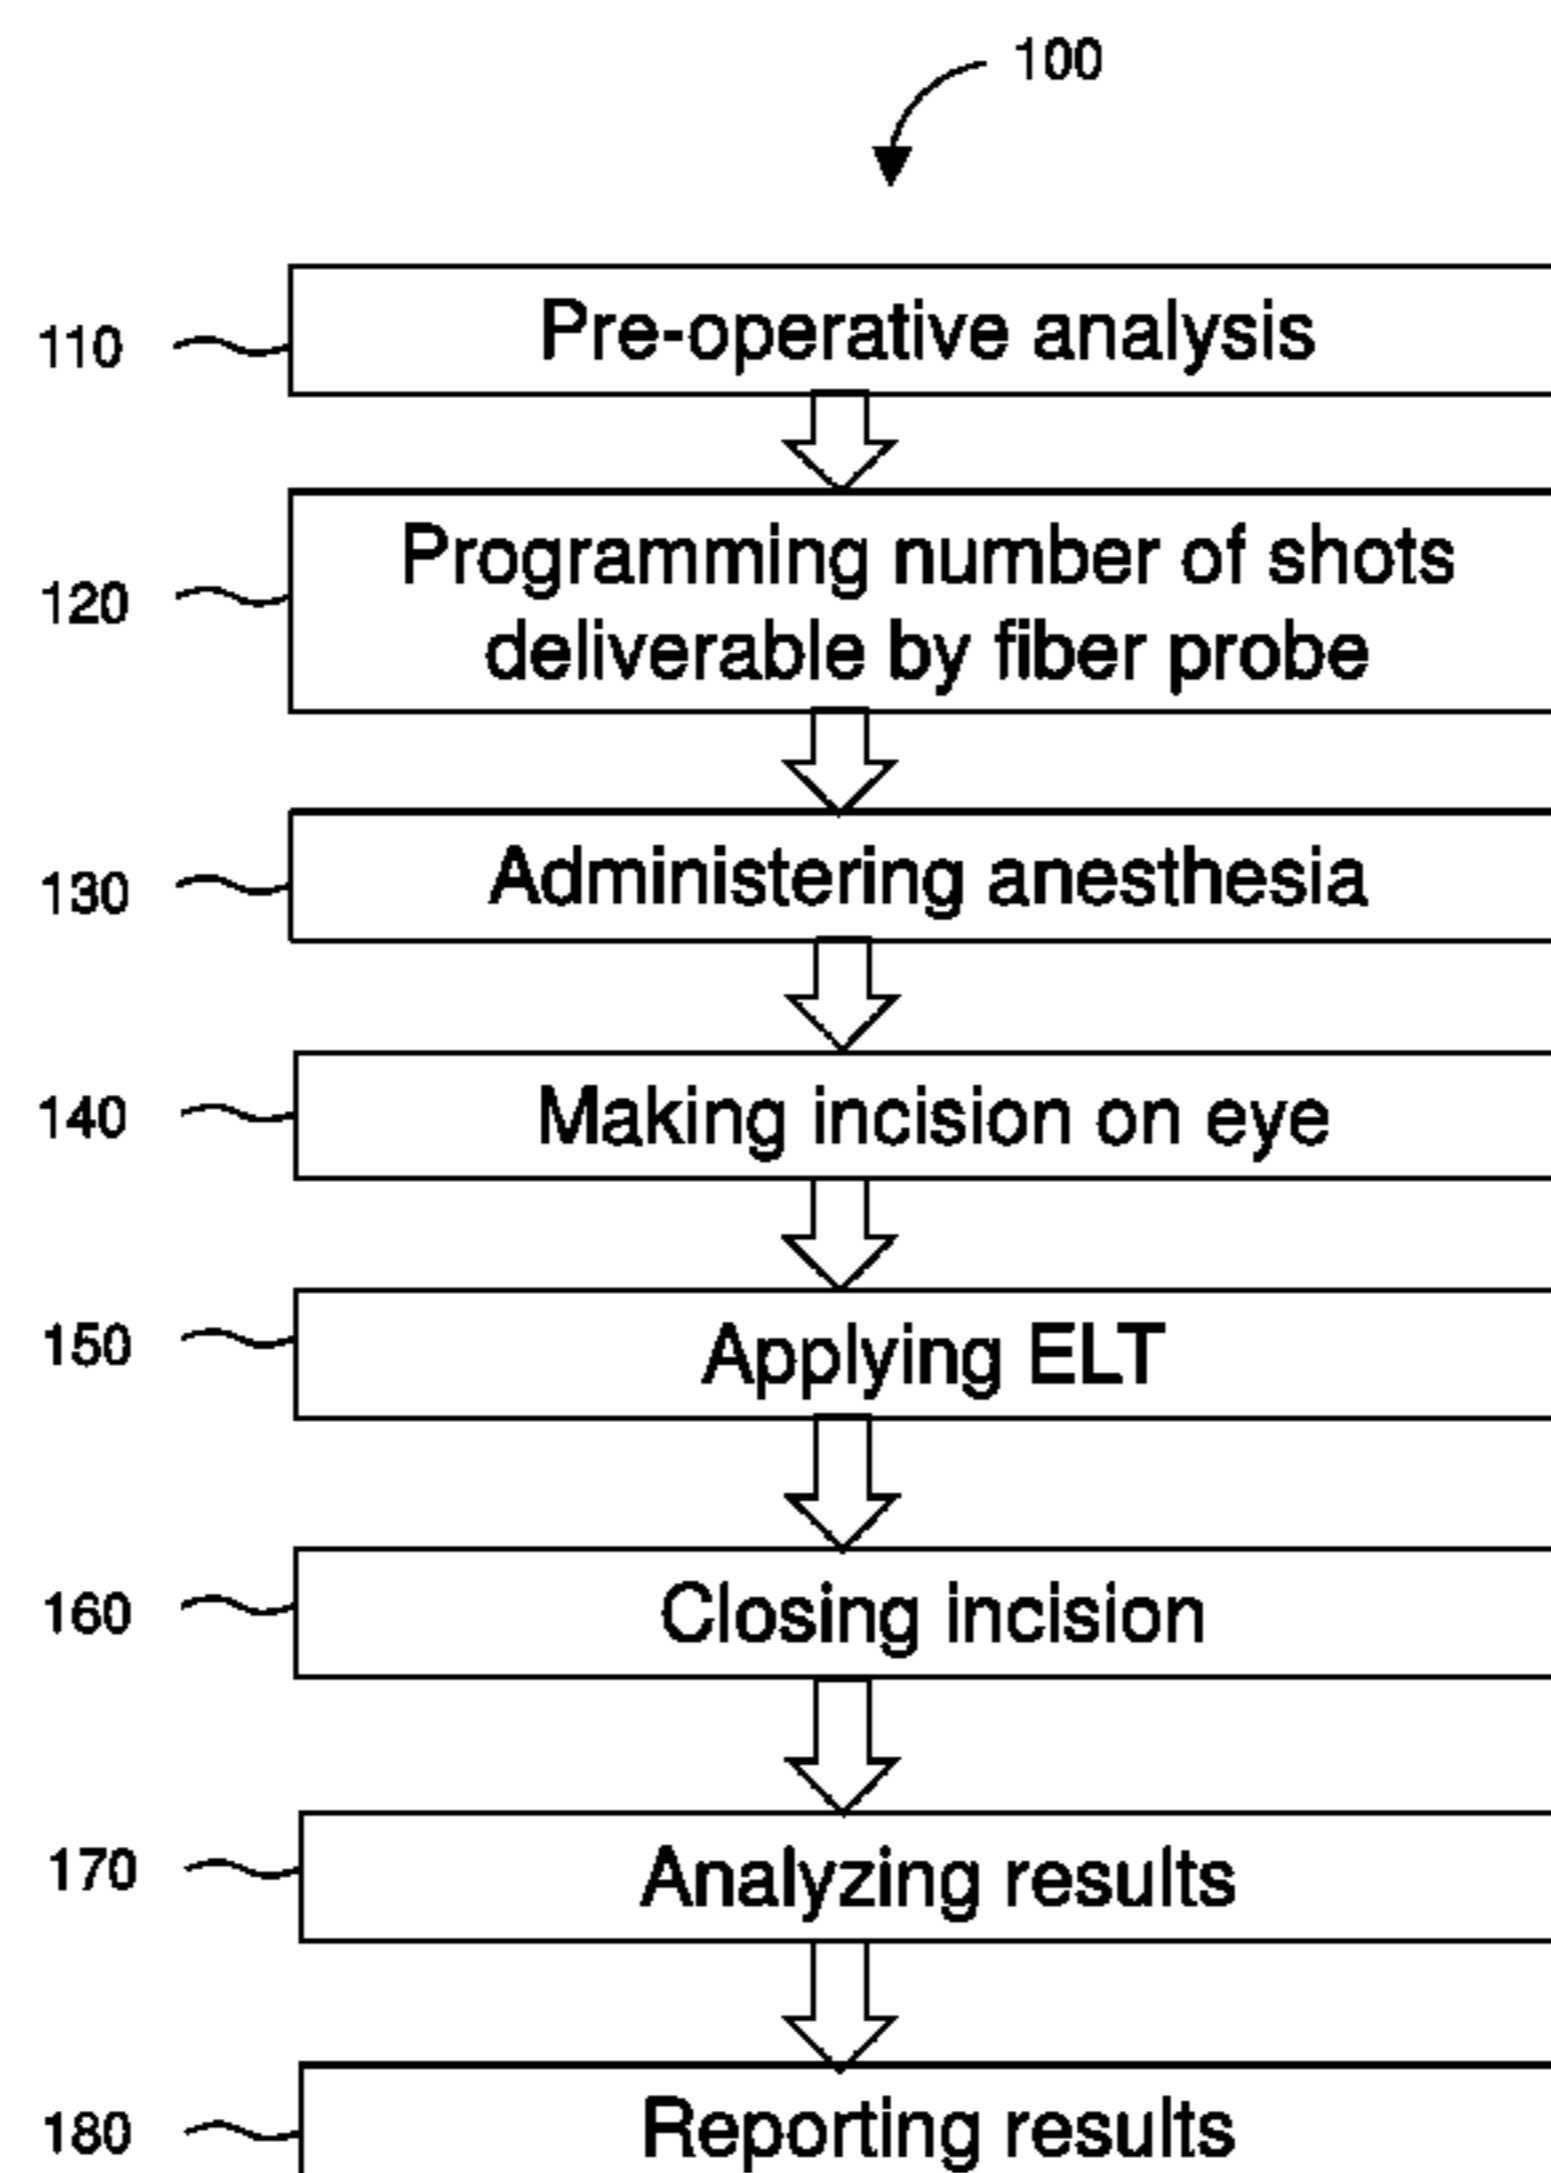 100
110 Pre-operative analysis
120 Programming number of shots
deliverable by fiber probe
130 Administering anesthesia
140 Making incision on eye
150 Applying ELT
160 Closing incision
170 Analyzing results
180 Reporting results